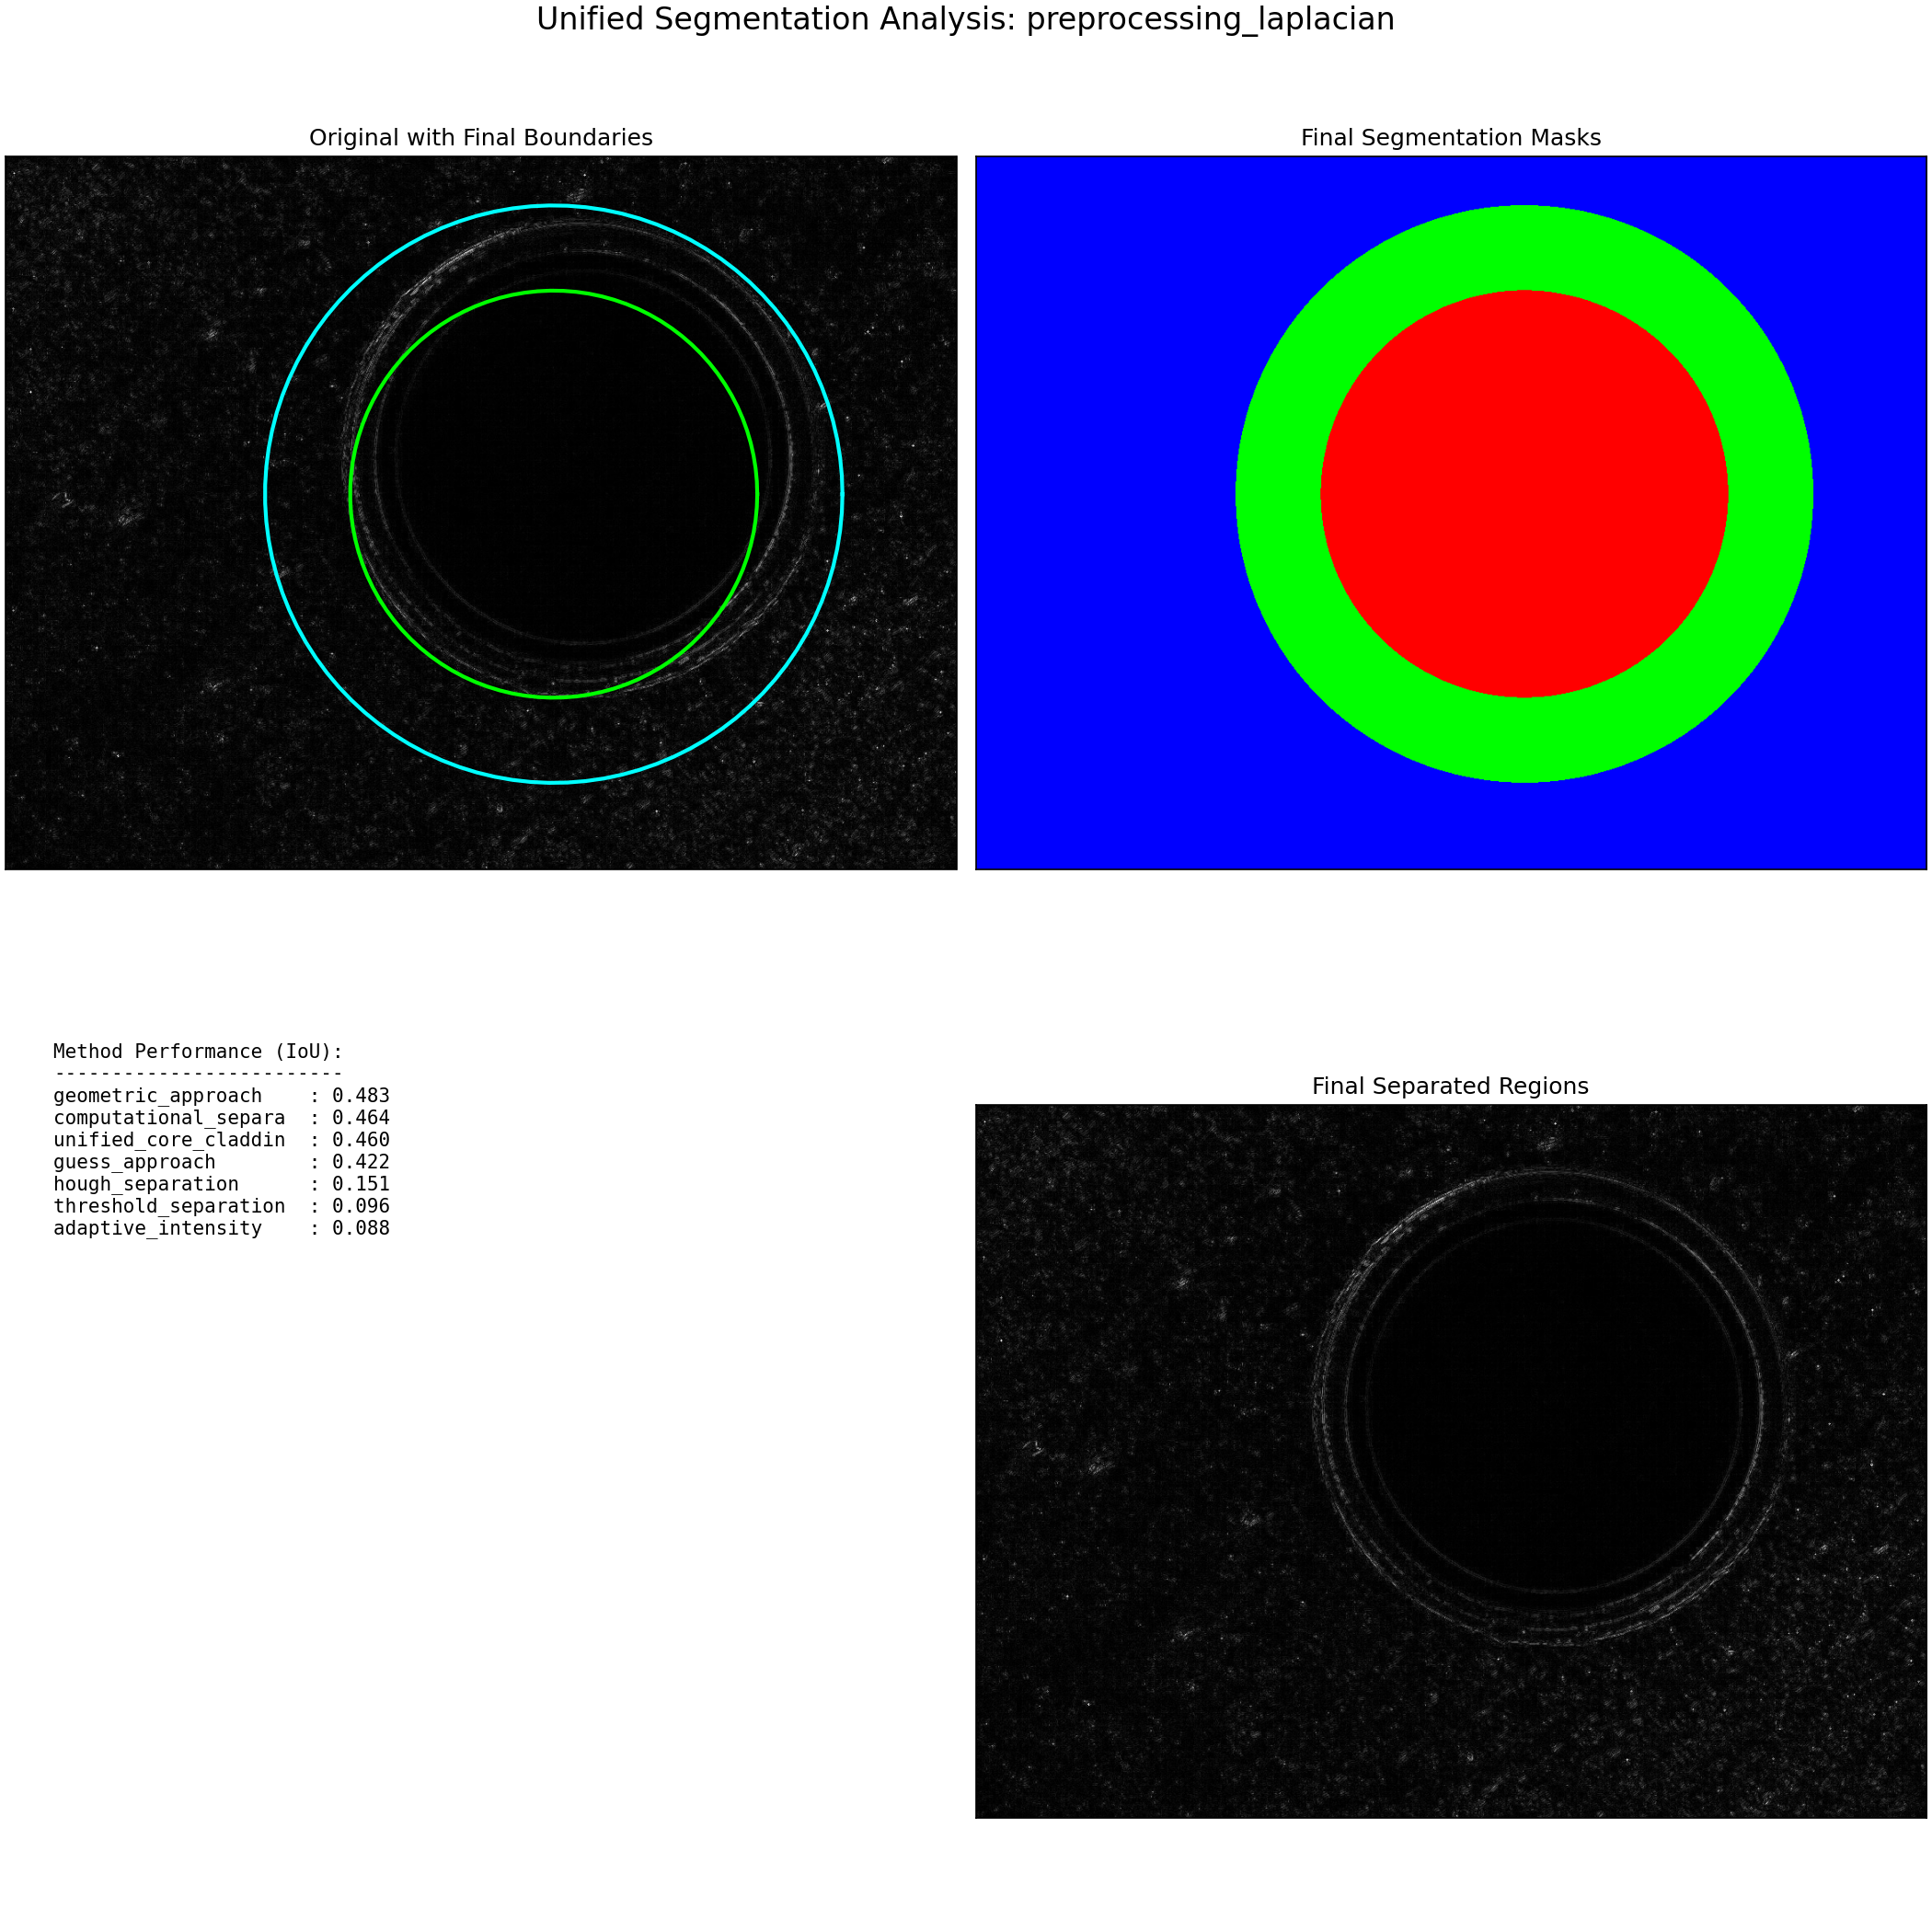 Unified Segmentation Analysis: preprocessing_laplacian
Original with Final Boundaries
Final Segmentation Masks
Method Performance (IoU):
-------------------------
geometric_approach    : 0.483
computational_separa  : 0.464
unified_core_claddin  : 0.460
guess_approach        : 0.422
hough_separation      : 0.151
threshold_separation  : 0.096
adaptive_intensity    : 0.088
Final Separated Regions